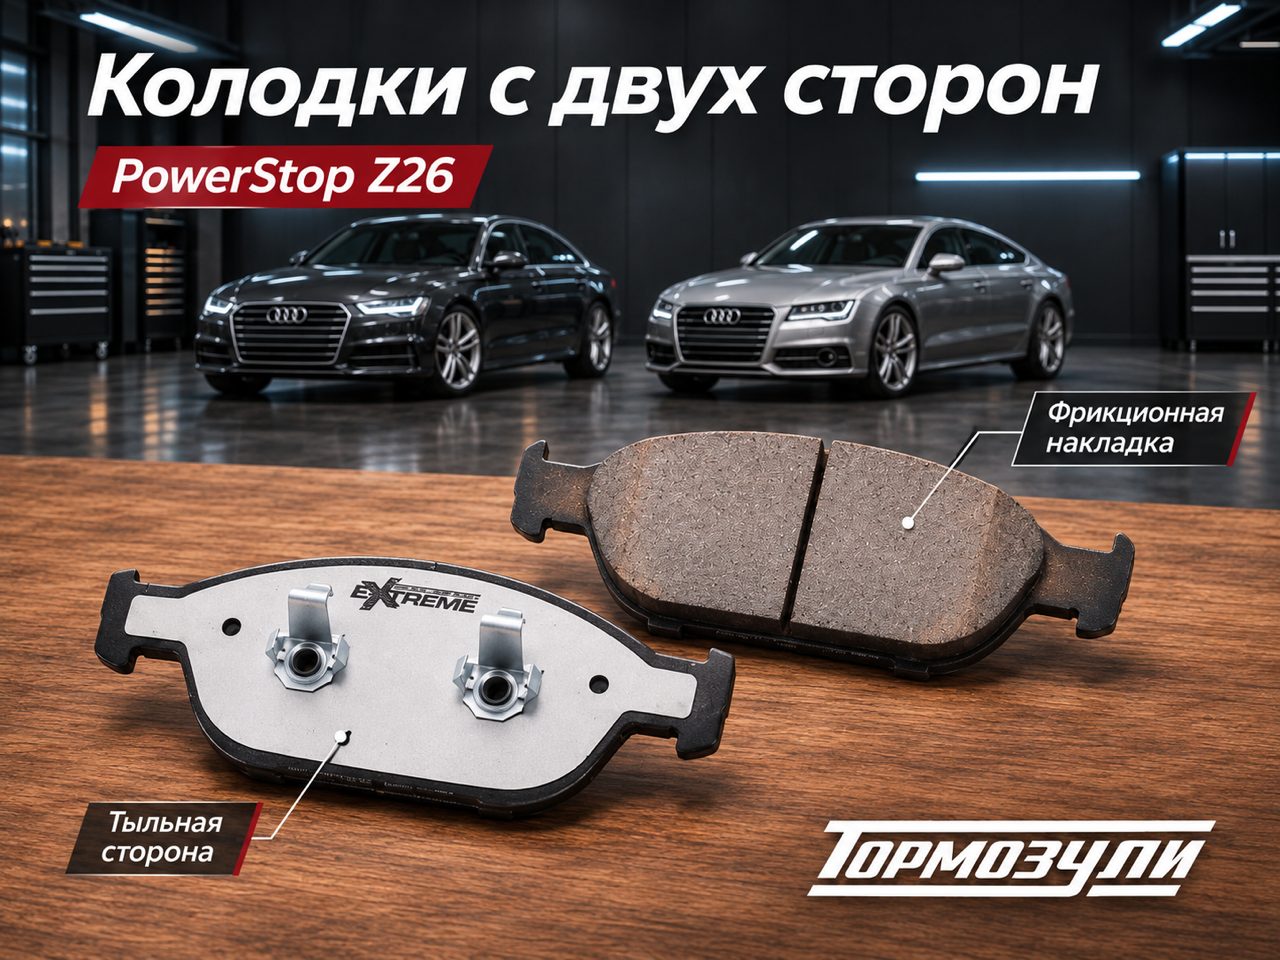 Колодки с двух сторон
PowerStop Z26
Фрикционная
накладка
EXTREME
Тыльная
сторона
ТОРМОЗУЛИ